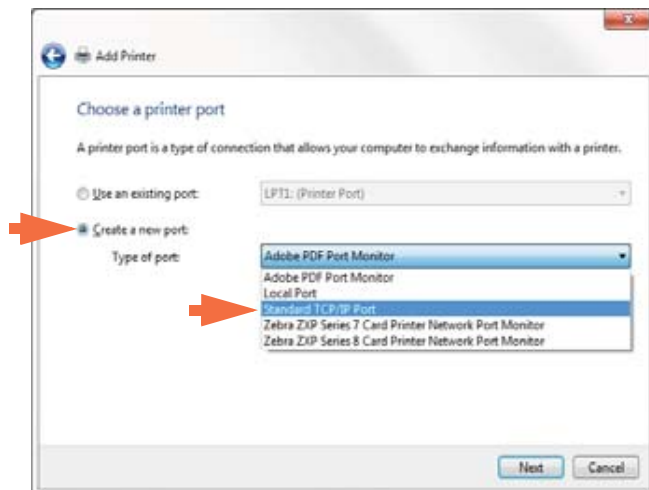 Add Printer
Choose a printer port
A printer port is a type of connection that allows your computer to exchange information with a printer.
Use an existing port:
LPT1: (Printer Port)
Create a new port:
Type of port:
Adobe PDF Port Monitor
Adobe PDF Port Monitor
Local Port
Standard TCP/IP Port
Zebra ZXP Series 7 Card Printer Network Port Monitor
Zebra ZXP Series 8 Card Printer Network Port Monitor
Next
Cancel